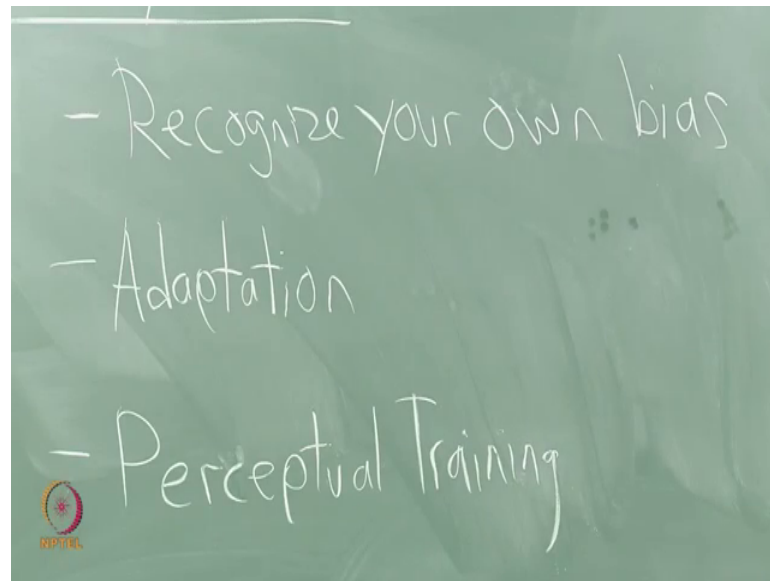 - Recognize your own bias
- Adaptation
- Perceptual Training
NPTEL